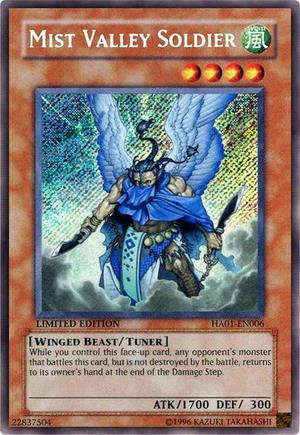 MIST VALLEY SOLDIER
風
LIMITED EDITION
HA01-EN006
[WINGED BEAST/TUNER]
While you control this face-up card, any opponent's monster
that battles this card, but is not destroyed by the battle, returns
to its owner's hand at the end of the Damage Step.
ATK/1700 DEF/ 300
22837504
©1996 KAZUKI TAKAHASHI